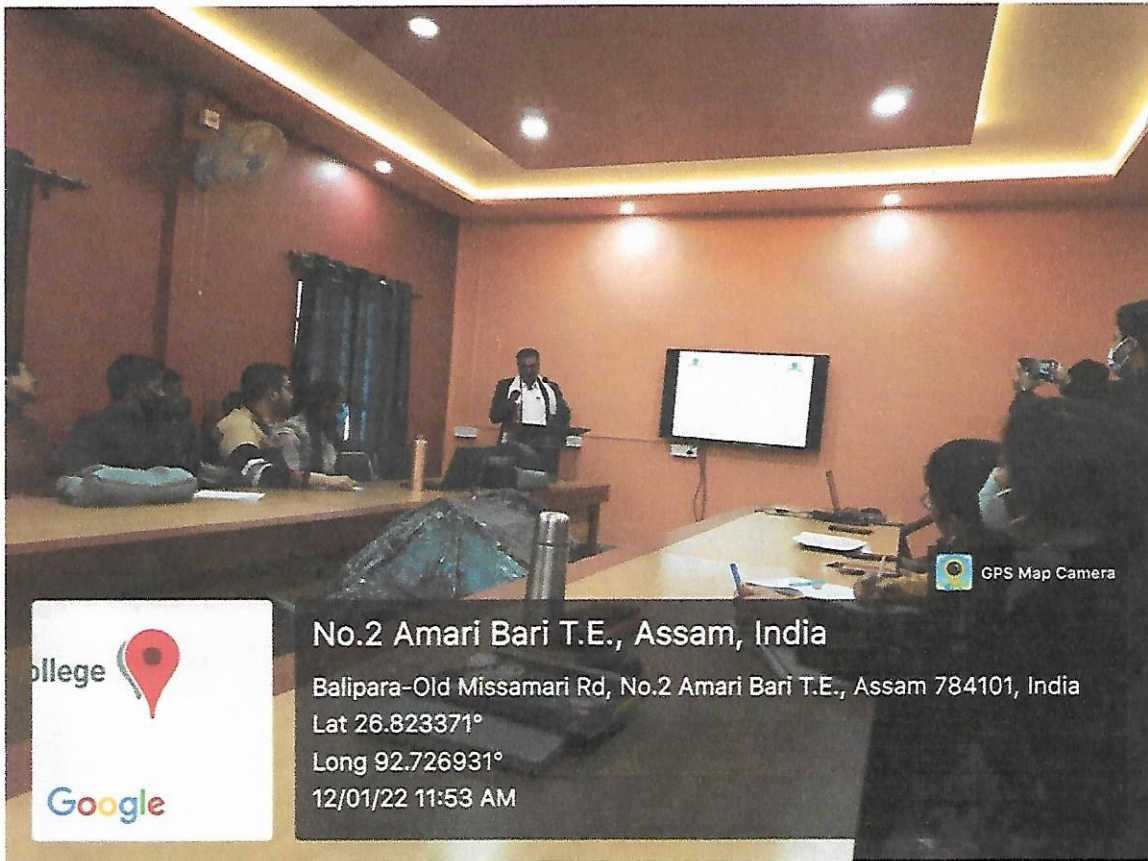 GPS Map Camera
No.2 Amari Bari T.E., Assam, India
Balipara-Old Missamari Rd, No.2 Amari Bari T.E., Assam 784101, India
Lat 26.823371°
Long 92.726931°
12/01/22 11:53 AM
ollege
Google